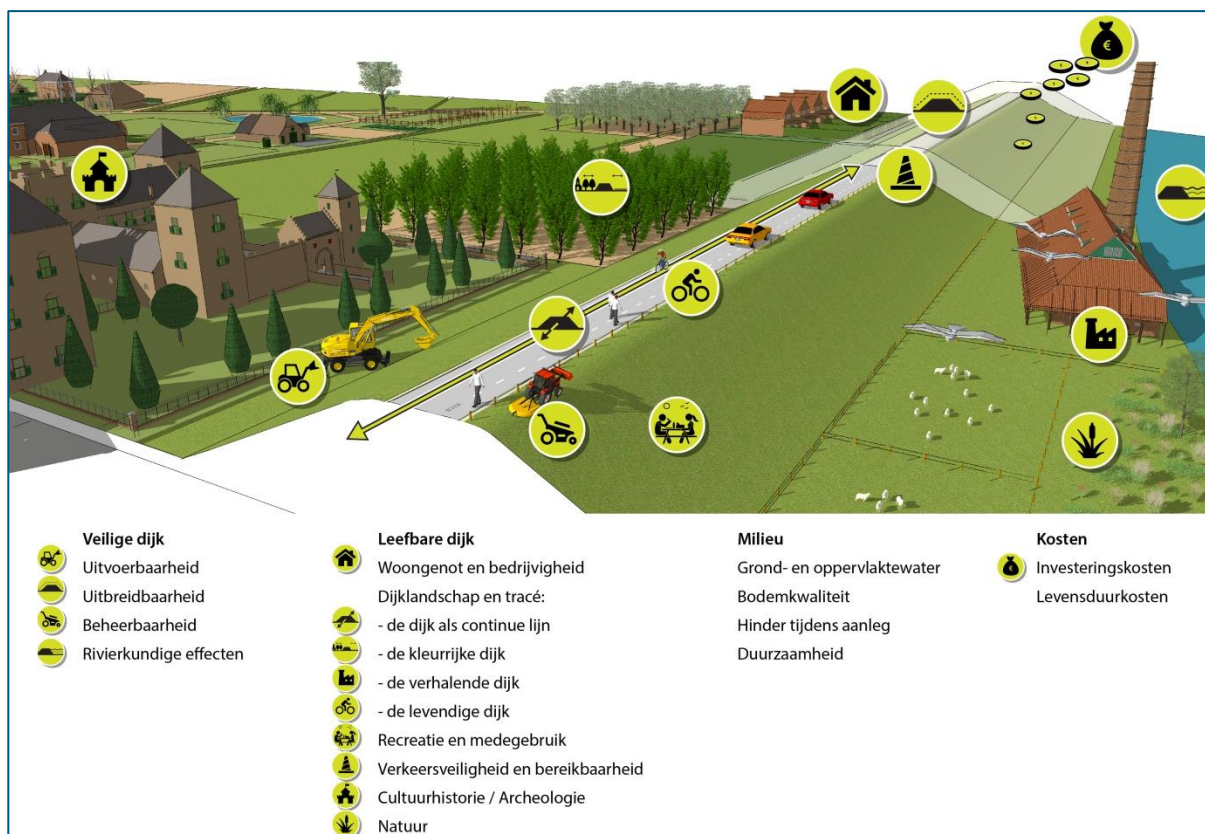 Veilige dijk
Uitvoerbaarheid
Uitbreidbaarheid
Beheerbaarheid
Rivierkundige effecten
Leefbare dijk
Woongenot en bedrijvigheid
Dijklandschap en tracé:
- de dijk als continue lijn
- de kleurrijke dijk
- de verhalende dijk
- de levendige dijk
Recreatie en medegebruik
Verkeersveiligheid en bereikbaarheid
Cultuurhistorie / Archeologie
Natuur
Milieu
Grond- en oppervlaktewater
Bodemkwaliteit
Hinder tijdens aanleg
Duurzaamheid
Kosten
Investeringskosten
Levensduurkosten